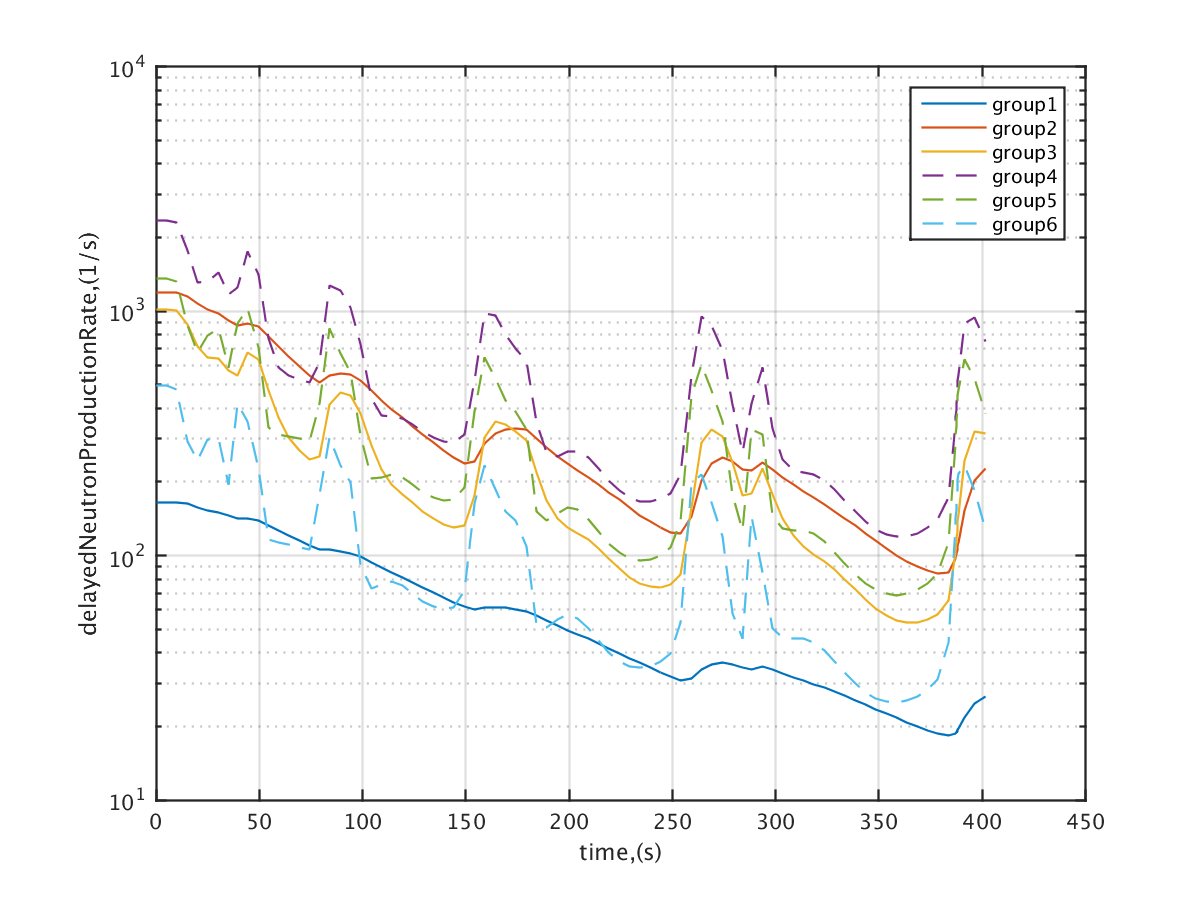 10^4
10^3
10^2
10^1
delayedNeutronProductionRate,(1/s)
group1
group2
group3
group4
group5
group6
0 50 100 150 200 250 300 350 400 450
time,(s)